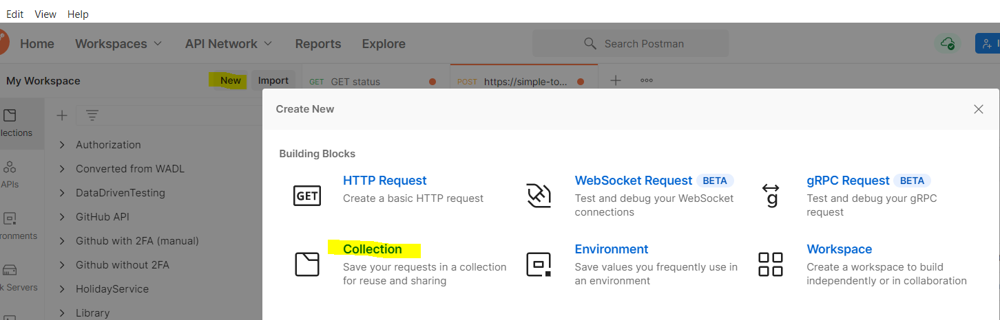 Edit View Help
Home Workspaces API Network Reports Explore Search Postman
My Workspace New Import GET GET status POST https://simple-to...
Create New
lections
Authorization
Building Blocks
Converted from WADL
APIs
HTTP Request WebSocket Request BETA gRPC Request BETA
DataDrivenTesting
GET Create a basic HTTP request Test and debug your WebSocket connections g Test and debug your gRPC request
GitHub API
ronments
Github with 2FA (manual)
Collection Environment Workspace
Github without 2FA
Save your requests in a collection Save values you frequently use in Create a workspace to build
for reuse and sharing an environment independently or in collaboration
k Servers
HolidayService
Library